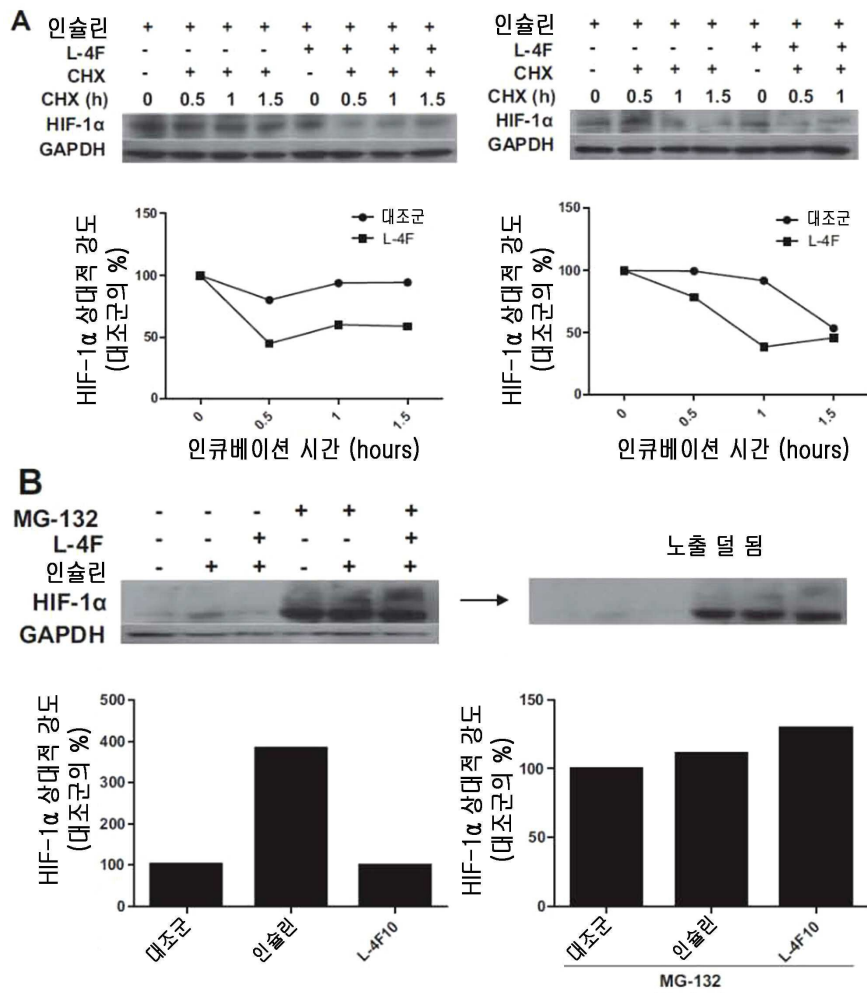 A
인슐린 + + + + + + + +
L-4F - - - - + + + +
CHX - + + + - + + +
CHX (h) 0 0.5 1 1.5 0 0.5 1 1.5
HIF-1α
GAPDH
인슐린 + + + + + + +
L-4F - - - - + + +
CHX - + + + - + +
CHX (h) 0 0.5 1 1.5 0 0.5 1
HIF-1α
GAPDH
HIF-1α 상대적 강도
(대조군의 %)
150
100
50
0
대조군
L-4F
0 0.5 1 1.5
인큐베이션 시간 (hours)
HIF-1α 상대적 강도
(대조군의 %)
150
100
50
0
대조군
L-4F
0 0.5 1 1.5
인큐베이션 시간 (hours)
B
MG-132 - - - + + +
L-4F - - + - - +
인슐린 - + + - + +
HIF-1α
GAPDH
노출 덜 됨
HIF-1α 상대적 강도
(대조군의 %)
500
400
300
200
100
0
대조군 인슐린 L-4F10
HIF-1α 상대적 강도
(대조군의 %)
150
100
50
0
대조군 인슐린 L-4F10
MG-132